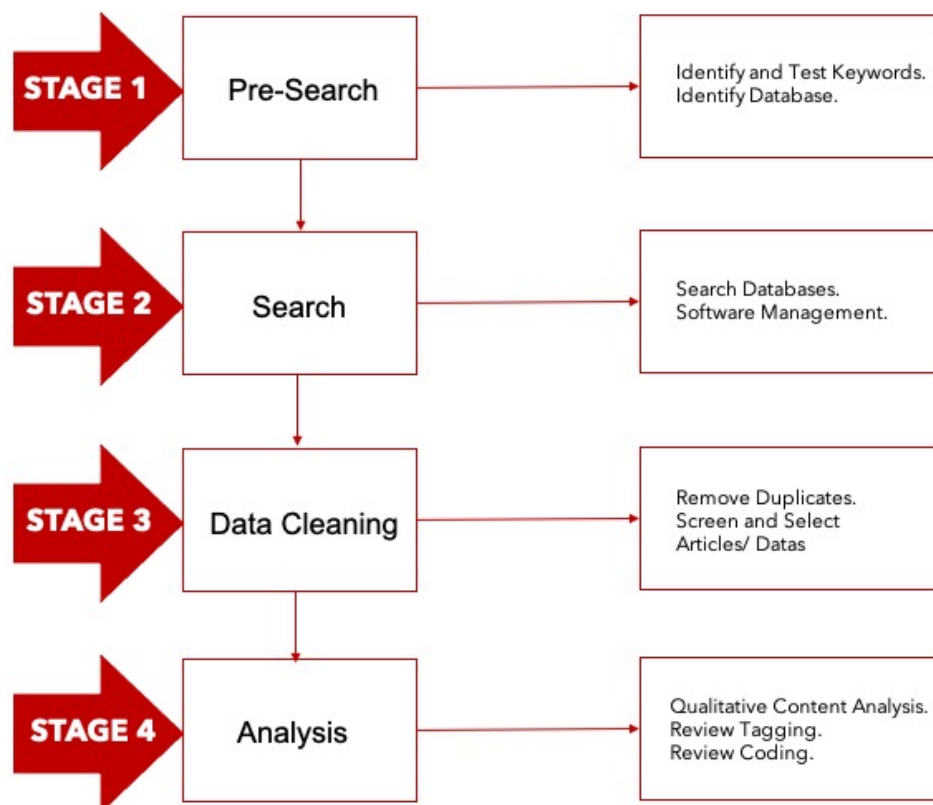 STAGE 1
Pre-Search
Identify and Test Keywords.
Identify Database.
STAGE 2
Search
Search Databases.
Software Management.
STAGE 3
Data Cleaning
Remove Duplicates.
Screen and Select
Articles/ Datas
STAGE 4
Analysis
Qualitative Content Analysis.
Review Tagging.
Review Coding.